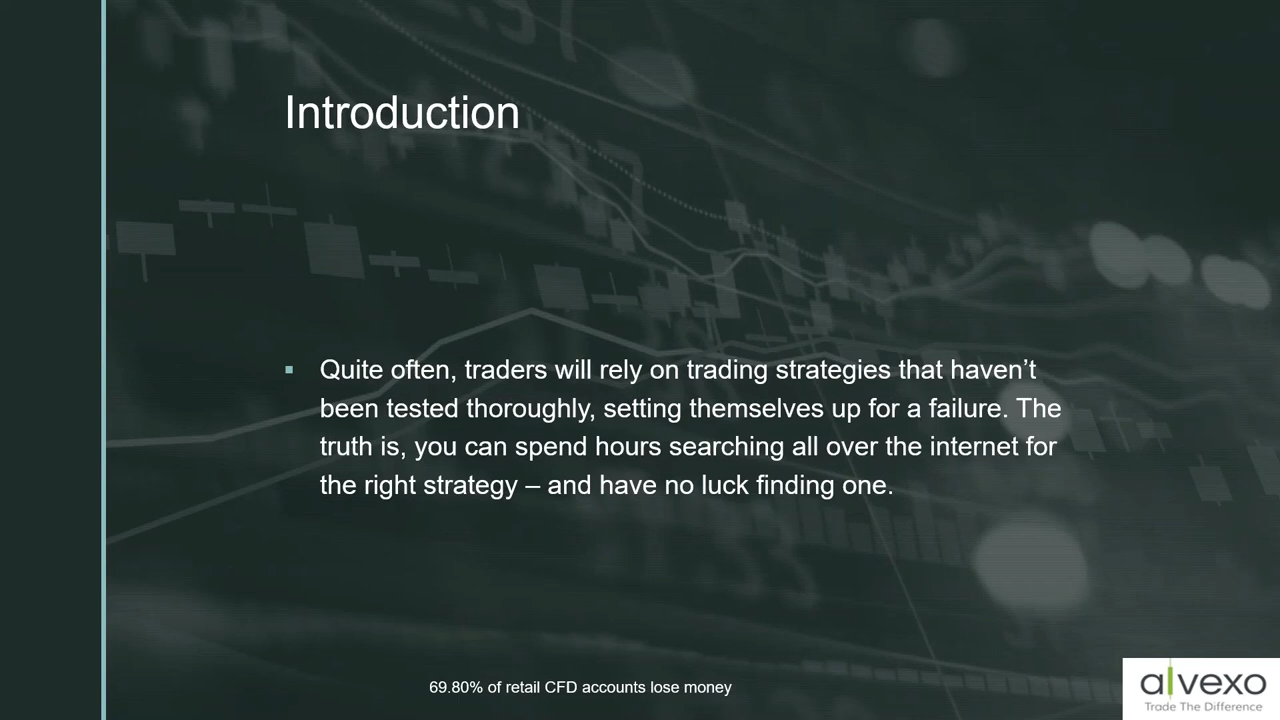 Introduction
Quite often, traders will rely on trading strategies that haven’t
been tested thoroughly, setting themselves up for a failure. The
truth is, you can spend hours searching all over the internet for
the right strategy – and have no luck finding one.
69.80% of retail CFD accounts lose money
alvexo
Trade The Difference